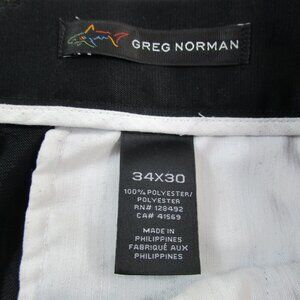 GREG NORMAN
34X30
100% POLYESTER/
POLYESTER
RN# 128492
CA# 41569
MADE IN
PHILIPPINES
FABRIQUÉ AUX
PHILIPPINES